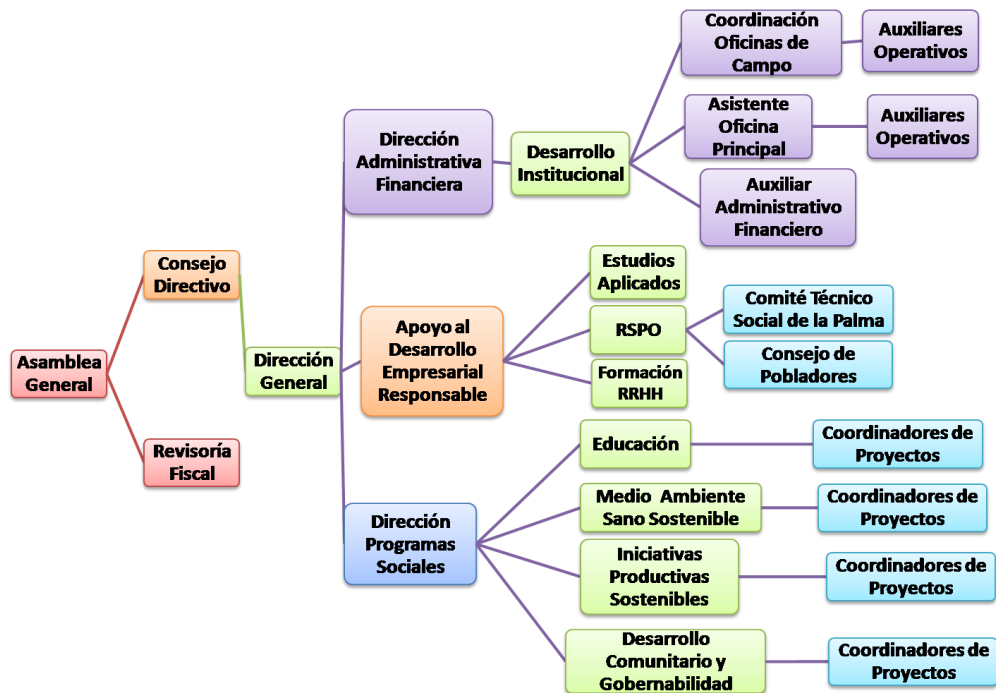 Asamblea
General
Consejo
Directivo
Revisoría
Fiscal
Dirección
General
Dirección
Administrativa
Financiera
Desarrollo
Institucional
Coordinación
Oficinas de
Campo
Auxiliares
Operativos
Asistente
Oficina
Principal
Auxiliares
Operativos
Auxiliar
Administrativo
Financiero
Apoyo al
Desarrollo
Empresarial
Responsable
Estudios
Aplicados
RSPO
Comité Técnico
Social de la Palma
Consejo de
Pobladores
Formación
RRHH
Dirección
Programas
Sociales
Educación
Coordinadores de
Proyectos
Medio Ambiente
Sano Sostenible
Coordinadores de
Proyectos
Iniciativas
Productivas
Sostenibles
Coordinadores de
Proyectos
Desarrollo
Comunitario y
Gobernabilidad
Coordinadores de
Proyectos